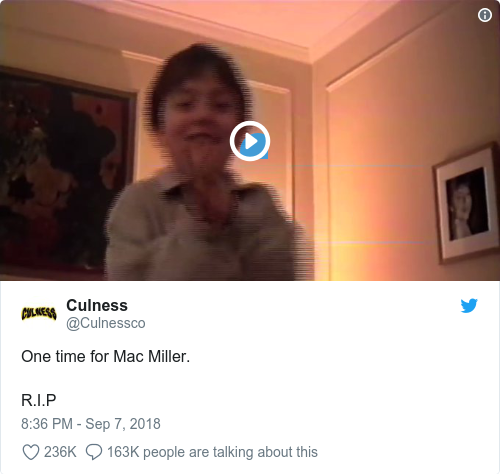 CULNESS
Culness
@Culnessco
One time for Mac Miller.
R.I.P
8:36 PM - Sep 7, 2018
236K 163K people are talking about this